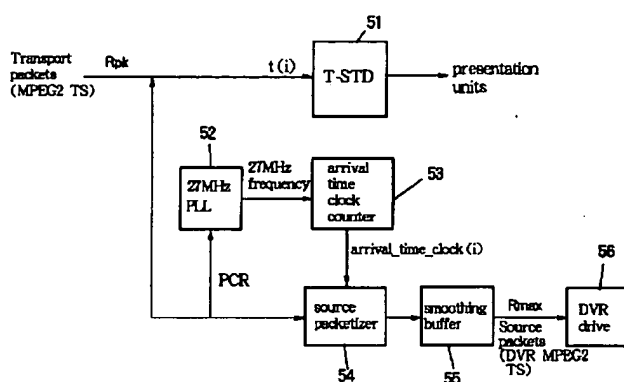 51
Transport
packets
(MPEG2 TS)
Rpk
t(i)
T-STD
presentation
units
52
27MHz
PLL
27MHz
frequency
arrival
time
clock
counter
53
arrival_time_clock(i)
PCR
source
packetizer
54
smoothing
buffer
55
Rmax
Source
packets
(DVR MPEG2
TS)
56
DVR
drive